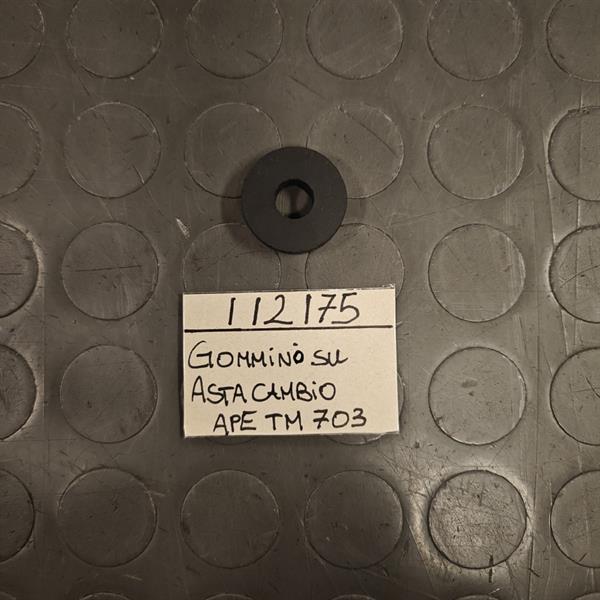 112175
GOMMINO SU
ASTA CAMBIO
APE TM 703